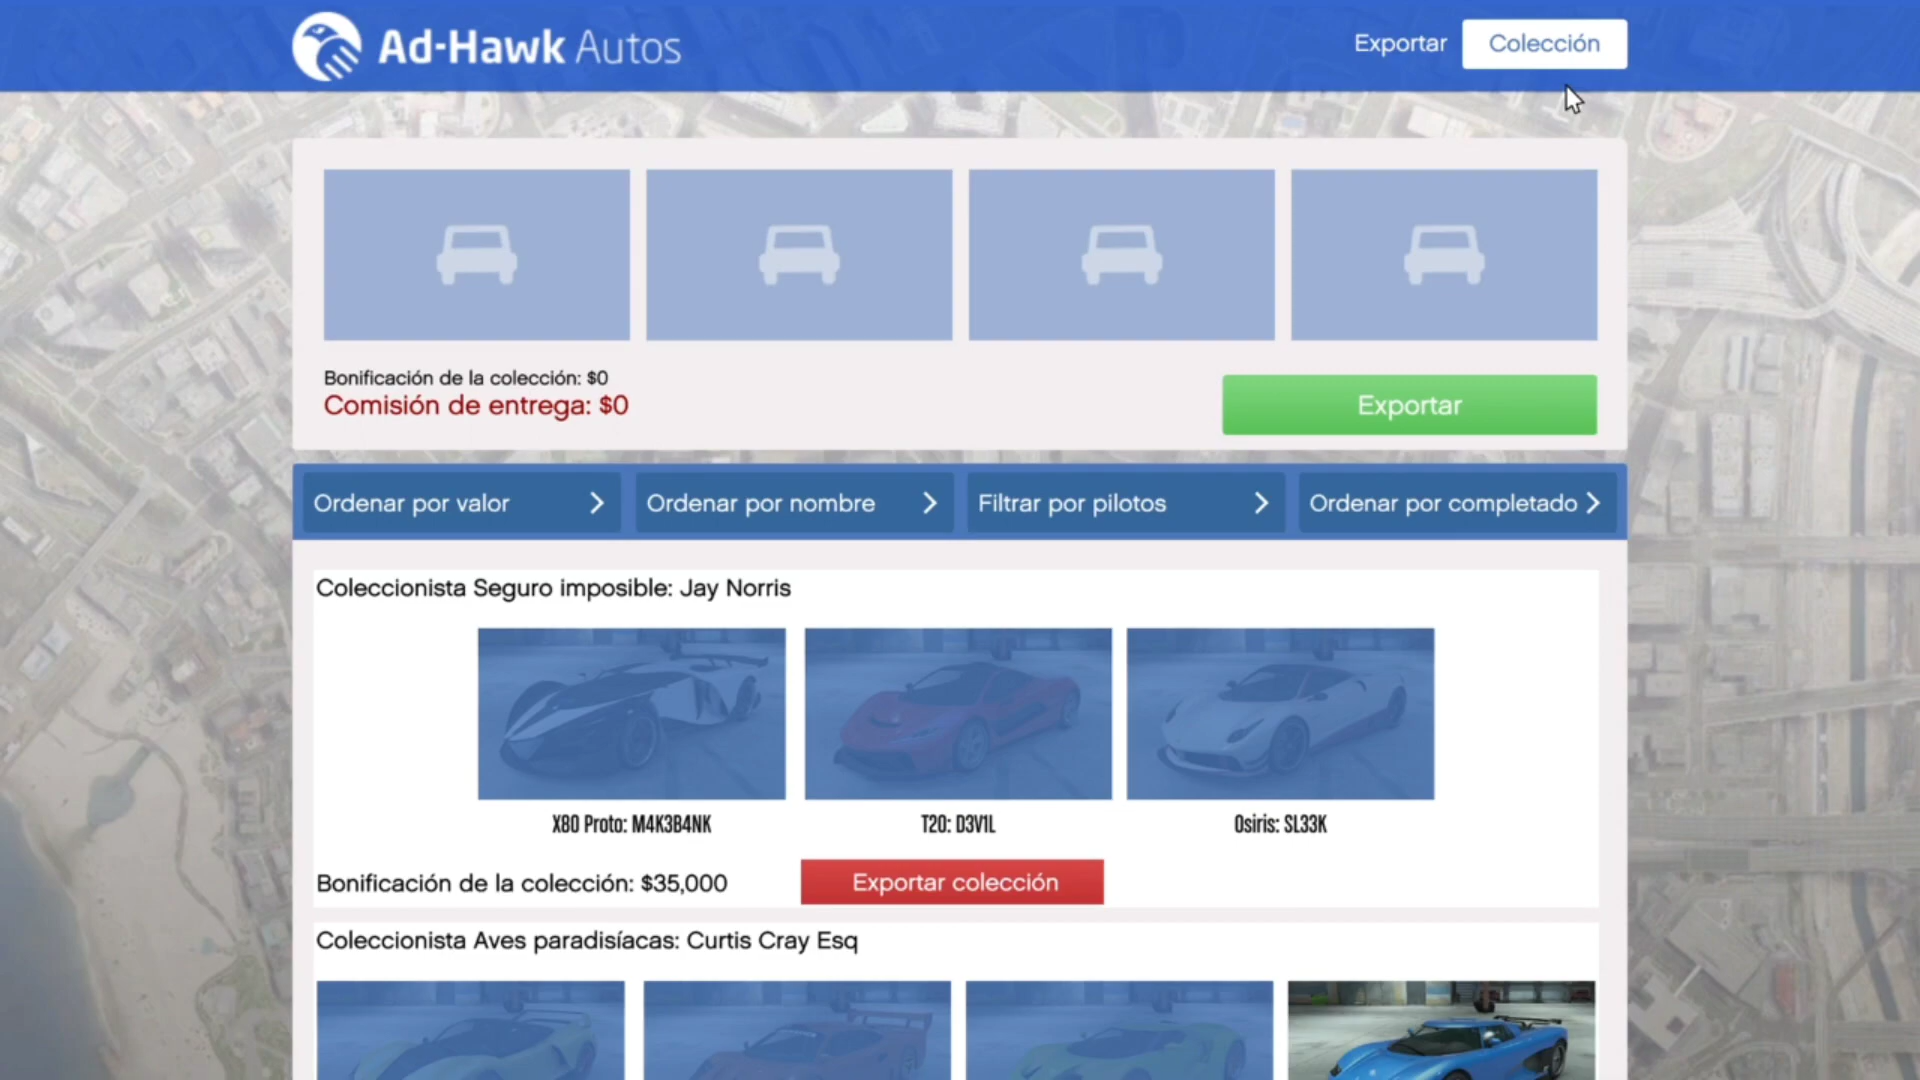 Ad-Hawk Autos
Exportar
Colección
Bonificación de la colección: $0
Comisión de entrega: $0
Exportar
Ordenar por valor
Ordenar por nombre
Filtrar por pilotos
Ordenar por completado
Coleccionista Seguro imposible: Jay Norris
X80 Proto: M4K3B4NK
T20: D3V1L
Osiris: SL33K
Bonificación de la colección: $35,000
Exportar colección
Coleccionista Aves paradisíacas: Curtis Cray Esq